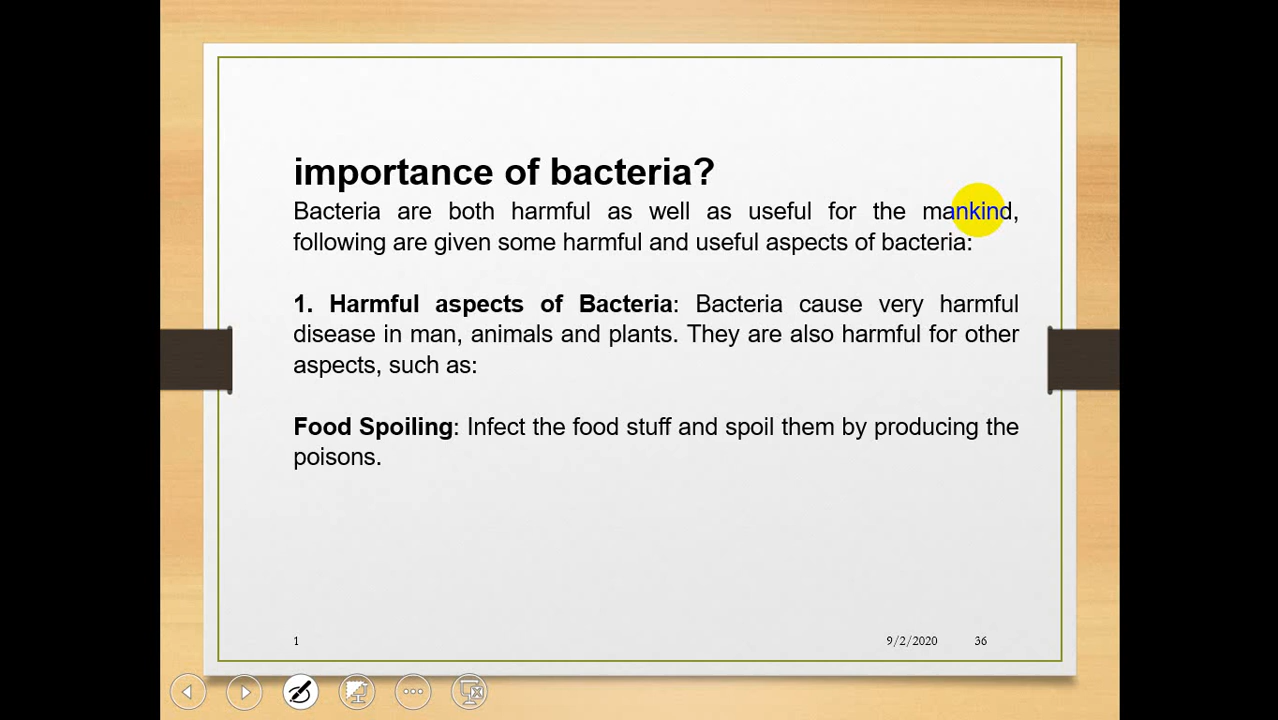 importance of bacteria?
Bacteria are both harmful as well as useful for the mankind,
following are given some harmful and useful aspects of bacteria:
1. Harmful aspects of Bacteria: Bacteria cause very harmful
disease in man, animals and plants. They are also harmful for other
aspects, such as:
Food Spoiling: Infect the food stuff and spoil them by producing the
poisons.
1 9/2/2020 36